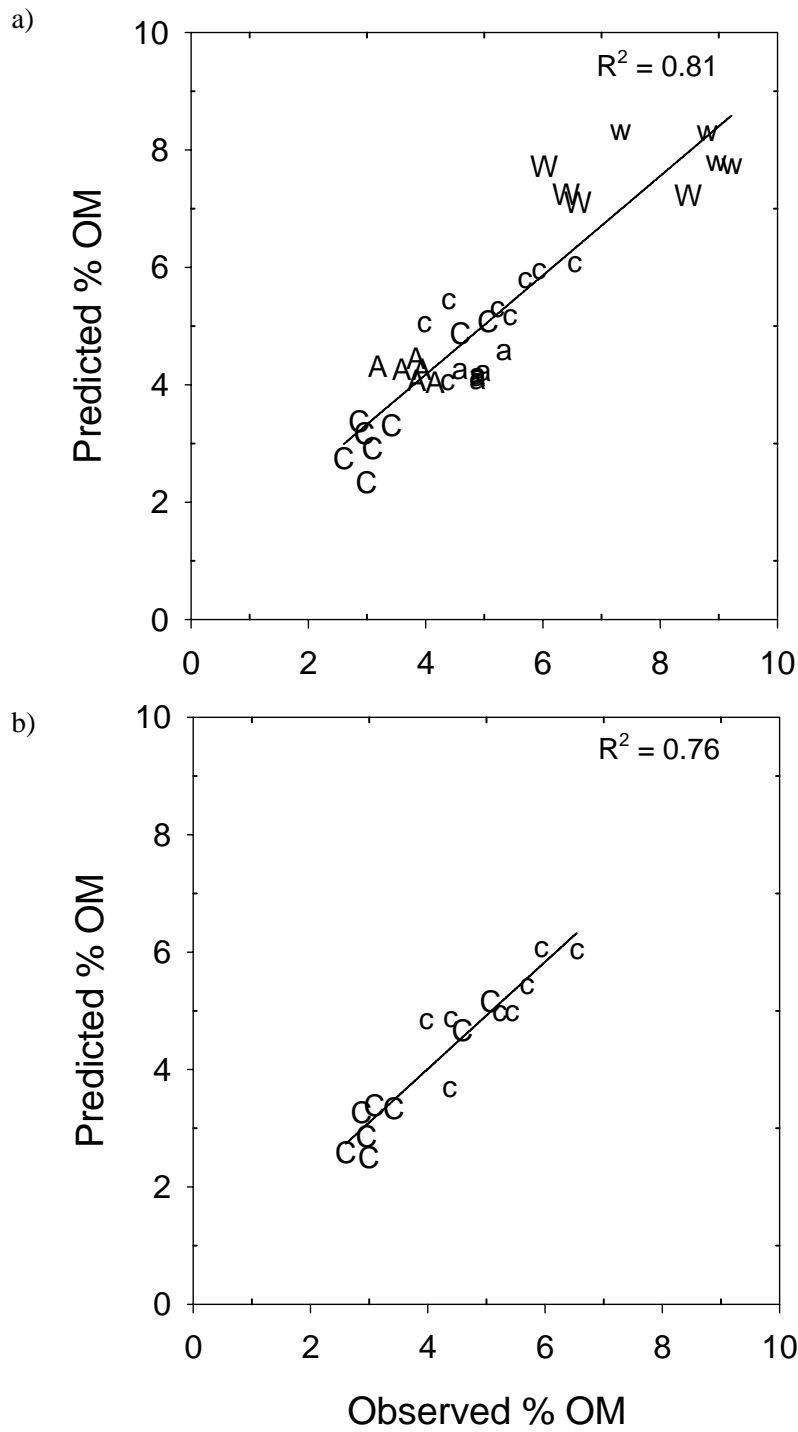 a)
10
R² = 0.81
w w
W w w
W W W
8
Predicted % OM
6
c
c c
c c c c
C C
a
A A A A a a a
A A c a
4
C C C
C C
C
2
0
0 2 4 6 8 10
b)
10
R² = 0.76
8
Predicted % OM
6
c c
c
C c c
c c C
c
4
C C C
C C
C
2
0
0 2 4 6 8 10
Observed % OM